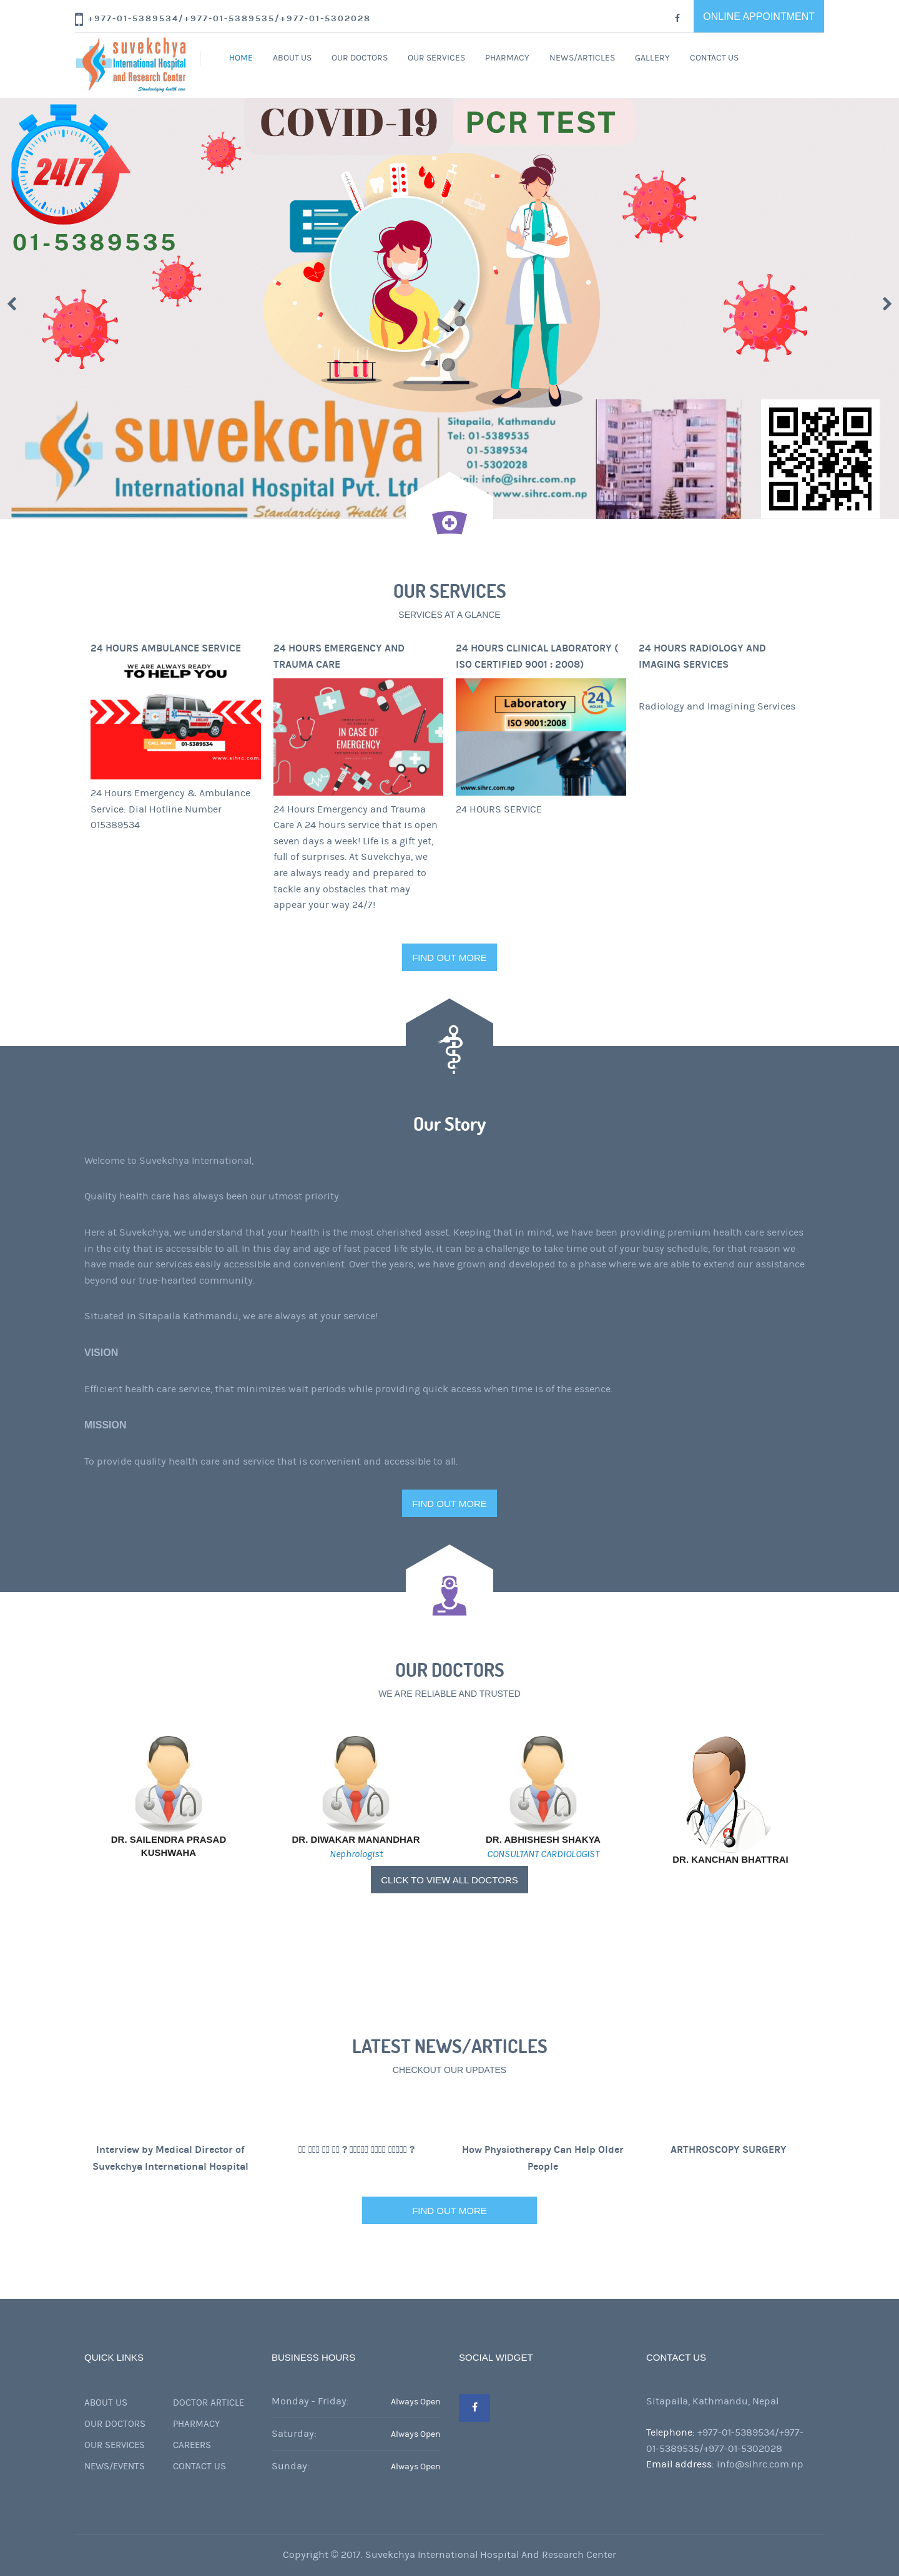 +977-01-5389534/+977-01-5389535/+977-01-5302028
ONLINE APPOINTMENT
suvekchya
International Hospital
and Research Center
Standardizing health care
HOME ABOUT US OUR DOCTORS OUR SERVICES PHARMACY NEWS/ARTICLES GALLERY CONTACT US
COVID-19 PCR TEST
24/7
01-5389535
suvekchya
International Hospital Pvt. Ltd
Standardizing Health C
Sitapaila, Kathmandu
Tel: 01-5389535
01-5389534
01-5302028
il: info@sihrc.com.np
www.sihrc.com.np
OUR SERVICES
SERVICES AT A GLANCE
24 HOURS AMBULANCE SERVICE
WE ARE ALWAYS READY
TO HELP YOU
CALL NOW 01-5389534
www.sihrc.com.
24 Hours Emergency & Ambulance
Service: Dial Hotline Number
015389534
24 HOURS EMERGENCY AND
TRAUMA CARE
IN CASE OF
EMERGENCY
24 Hours Emergency and Trauma
Care A 24 hours service that is open
seven days a week! Life is a gift yet,
full of surprises. At Suvekchya, we
are always ready and prepared to
tackle any obstacles that may
appear your way 24/7!
24 HOURS CLINICAL LABORATORY (
ISO CERTIFIED 9001 : 2008)
Laboratory
ISO 9001:2008
24
HOURS
www.sihrc.com.np
24 HOURS SERVICE
24 HOURS RADIOLOGY AND
IMAGING SERVICES
Radiology and Imagining Services
FIND OUT MORE
Our Story
Welcome to Suvekchya International,
Quality health care has always been our utmost priority.
Here at Suvekchya, we understand that your health is the most cherished asset. Keeping that in mind, we have been providing premium health care services
in the city that is accessible to all. In this day and age of fast paced life style, it can be a challenge to take time out of your busy schedule, for that reason we
have made our services easily accessible and convenient. Over the years, we have grown and developed to a phase where we are able to extend our assistance
beyond our true-hearted community.
Situated in Sitapaila Kathmandu, we are always at your service!
VISION
Efficient health care service, that minimizes wait periods while providing quick access when time is of the essence.
MISSION
To provide quality health care and service that is convenient and accessible to all.
FIND OUT MORE
OUR DOCTORS
WE ARE RELIABLE AND TRUSTED
DR. SAILENDRA PRASAD
KUSHWAHA
DR. DIWAKAR MANANDHAR
Nephrologist
DR. ABHISHESH SHAKYA
CONSULTANT CARDIOLOGIST
DR. KANCHAN BHATTRAI
CLICK TO VIEW ALL DOCTORS
LATEST NEWS/ARTICLES
CHECKOUT OUR UPDATES
Interview by Medical Director of
Suvekchya International Hospital
? ?
How Physiotherapy Can Help Older
People
ARTHROSCOPY SURGERY
FIND OUT MORE
QUICK LINKS
ABOUT US
OUR DOCTORS
OUR SERVICES
NEWS/EVENTS
DOCTOR ARTICLE
PHARMACY
CAREERS
CONTACT US
BUSINESS HOURS
Monday - Friday: Always Open
Saturday: Always Open
Sunday: Always Open
SOCIAL WIDGET
CONTACT US
Sitapaila, Kathmandu, Nepal
Telephone: +977-01-5389534/+977-
01-5389535/+977-01-5302028
Email address: info@sihrc.com.np
Copyright © 2017. Suvekchya International Hospital And Research Center